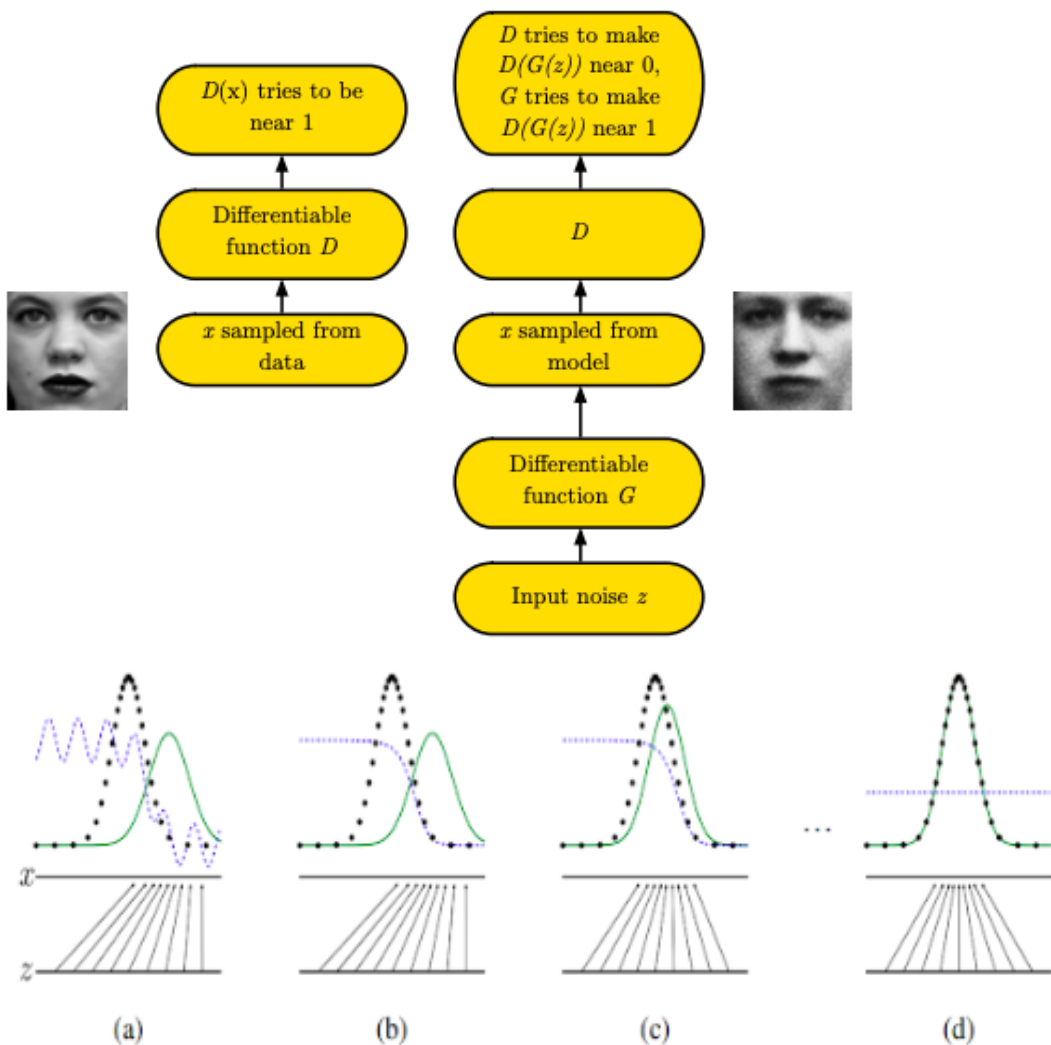 D(x) tries to be
near 1
Differentiable
function D
x sampled from
data
D tries to make
D(G(z)) near 0,
G tries to make
D(G(z)) near 1
D
x sampled from
model
Differentiable
function G
Input noise z
...
x
z
(a) (b) (c) (d)